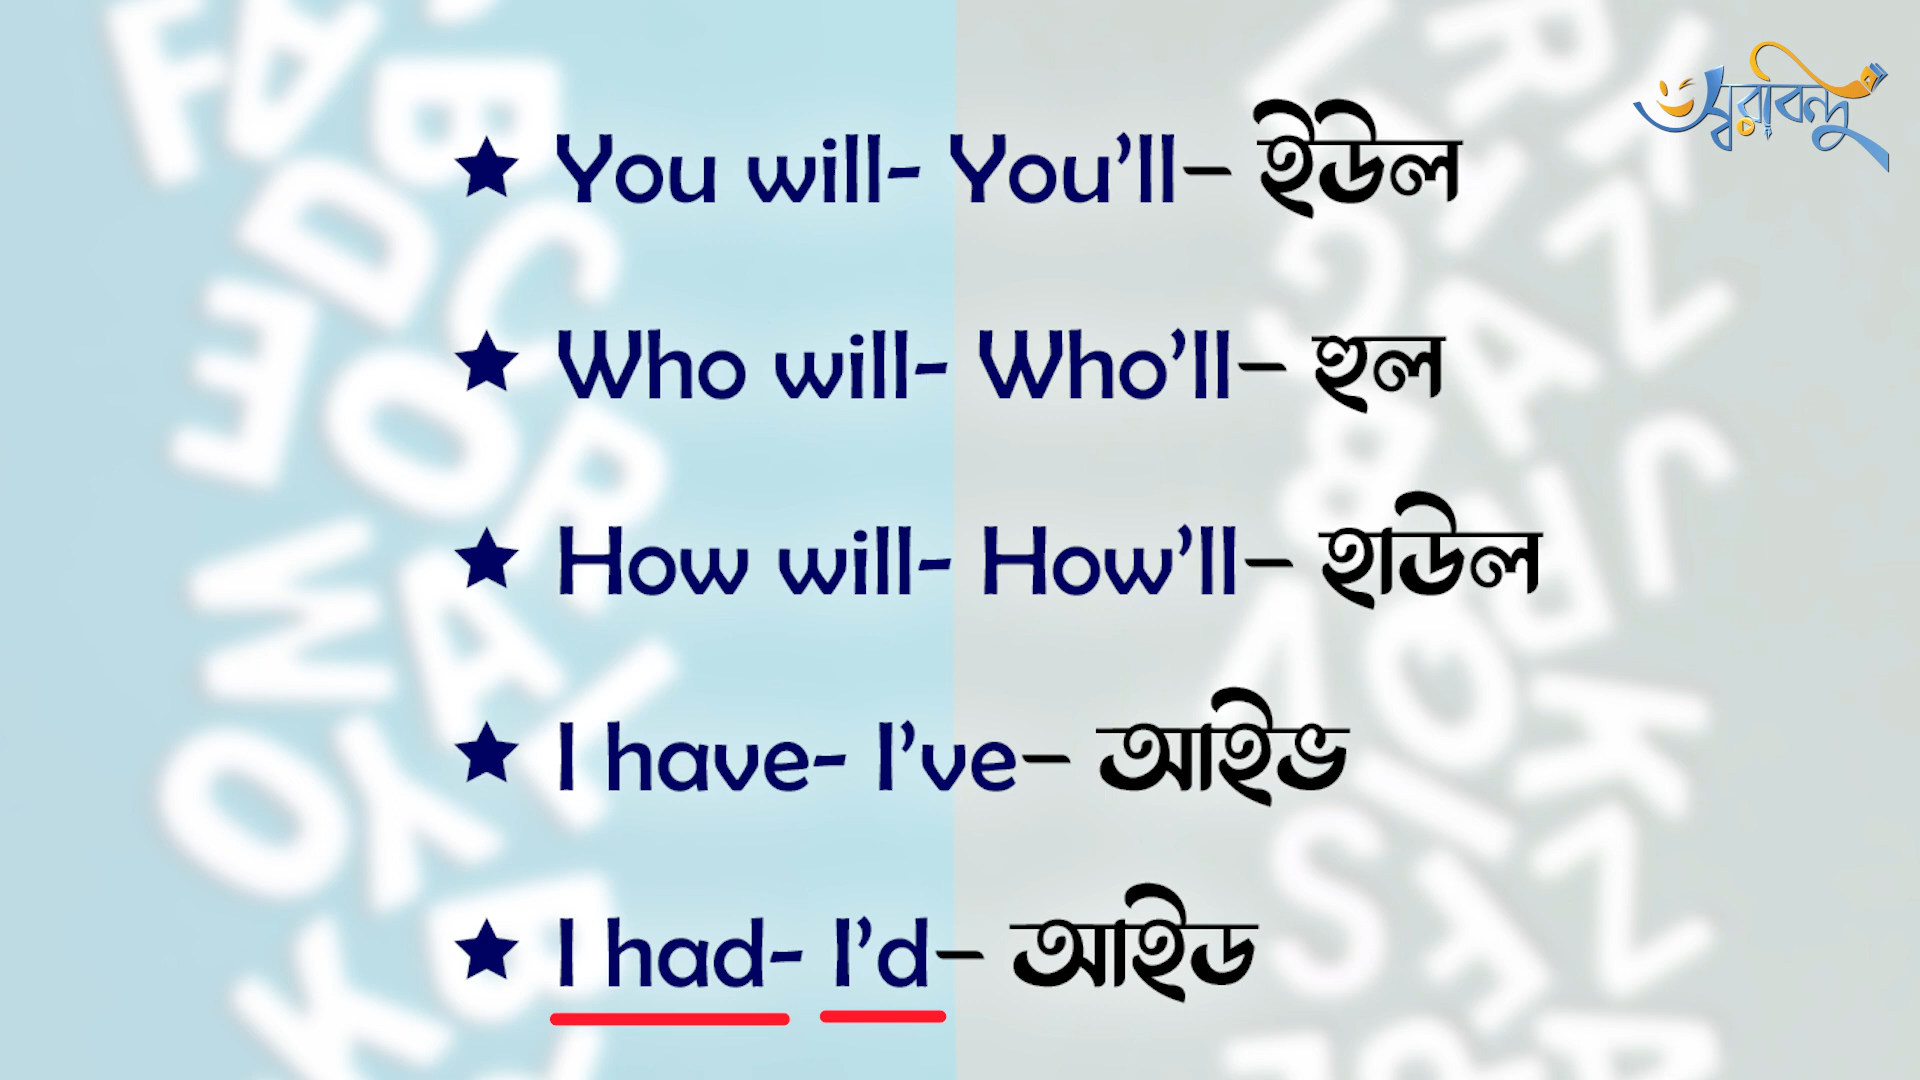 স্বরবিন্দু
★ You will- You’ll– ইউল
★ Who will- Who’ll– হুল
★ How will- How’ll– হাউল
★ I have- I’ve– আইভ
★ I had- I’d– আইড